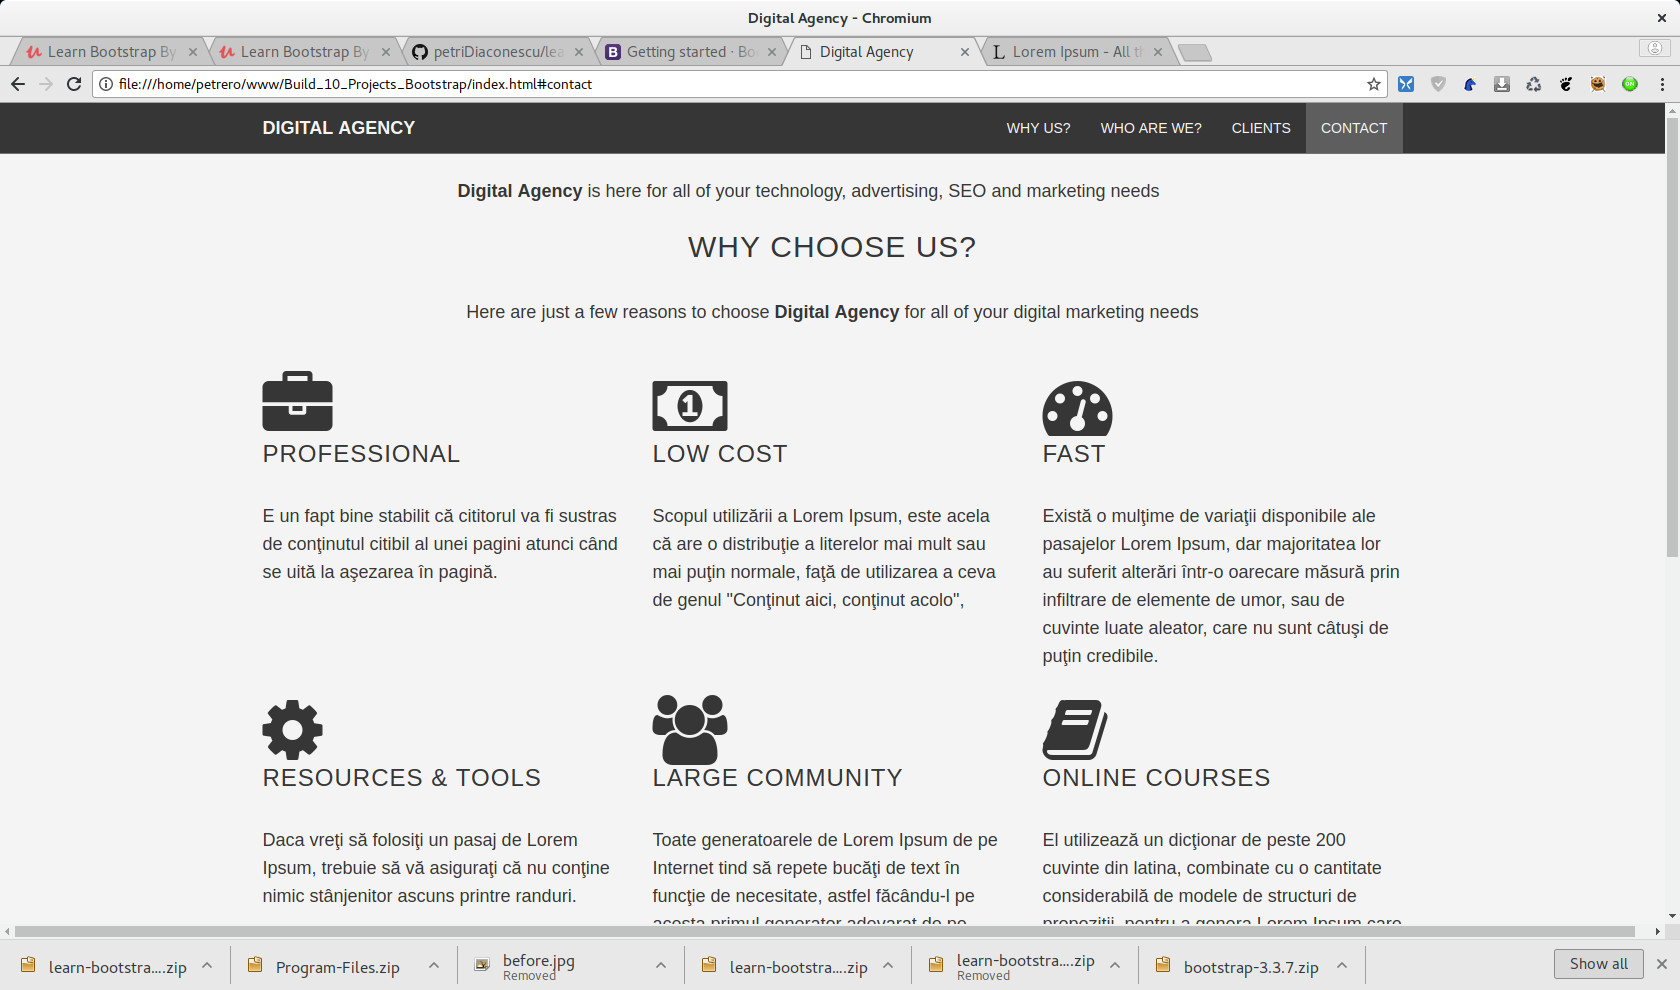 Digital Agency - Chromium
Learn Bootstrap By
Learn Bootstrap By
petriDiaconescu/lea
Getting started · Bo
Digital Agency
Lorem Ipsum - All t
file:///home/petrero/www/Build_10_Projects_Bootstrap/index.html#contact
DIGITAL AGENCY
WHY US?
WHO ARE WE?
CLIENTS
CONTACT
Digital Agency is here for all of your technology, advertising, SEO and marketing needs
WHY CHOOSE US?
Here are just a few reasons to choose Digital Agency for all of your digital marketing needs
PROFESSIONAL
E un fapt bine stabilit că cititorul va fi sustras
de conţinutul citibil al unei pagini atunci când
se uită la aşezarea în pagină.
1
LOW COST
Scopul utilizării a Lorem Ipsum, este acela
că are o distribuţie a literelor mai mult sau
mai puţin normale, faţă de utilizarea a ceva
de genul "Conţinut aici, conţinut acolo",
FAST
Există o mulţime de variaţii disponibile ale
pasajelor Lorem Ipsum, dar majoritatea lor
au suferit alterări într-o oarecare măsură prin
infiltrare de elemente de umor, sau de
cuvinte luate aleator, care nu sunt câtuşi de
puţin credibile.
RESOURCES & TOOLS
Daca vreţi să folosiţi un pasaj de Lorem
Ipsum, trebuie să vă asiguraţi că nu conţine
nimic stânjenitor ascuns printre randuri.
LARGE COMMUNITY
Toate generatoarele de Lorem Ipsum de pe
Internet tind să repete bucăţi de text în
funcţie de necesitate, astfel făcându-l pe
acesta primul generator adevarat de pe
ONLINE COURSES
El utilizează un dicţionar de peste 200
cuvinte din latina, combinate cu o cantitate
considerabilă de modele de structuri de
propoziţii, pentru a genera Lorem Ipsum care
learn-bootstra....zip
Program-Files.zip
before.jpg
Removed
learn-bootstra....zip
learn-bootstra....zip
Removed
bootstrap-3.3.7.zip
Show all